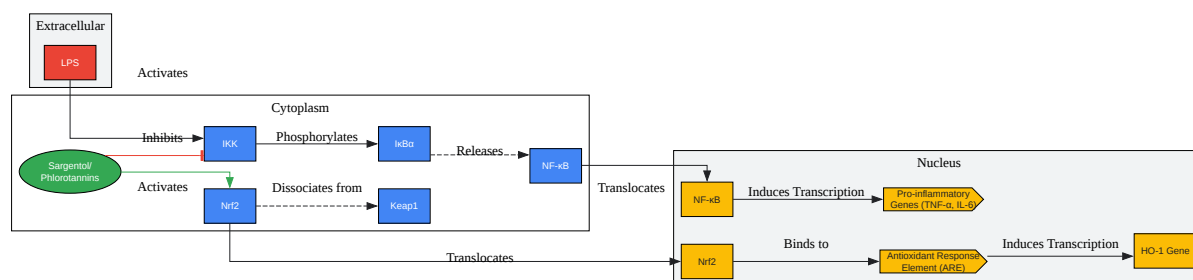 Extracellular
LPS
Activates
Cytoplasm
Inhibits
IKK
Phosphorylates
IκBα
Releases
NF-κB
Sargentol/
Phlorotannins
Activates
Nrf2
Dissociates from
Keap1
Translocates
Nucleus
NF-κB
Induces Transcription
Pro-inflammatory
Genes (TNF-α, IL-6)
Translocates
Nrf2
Binds to
Antioxidant Response
Element (ARE)
Induces Transcription
HO-1 Gene